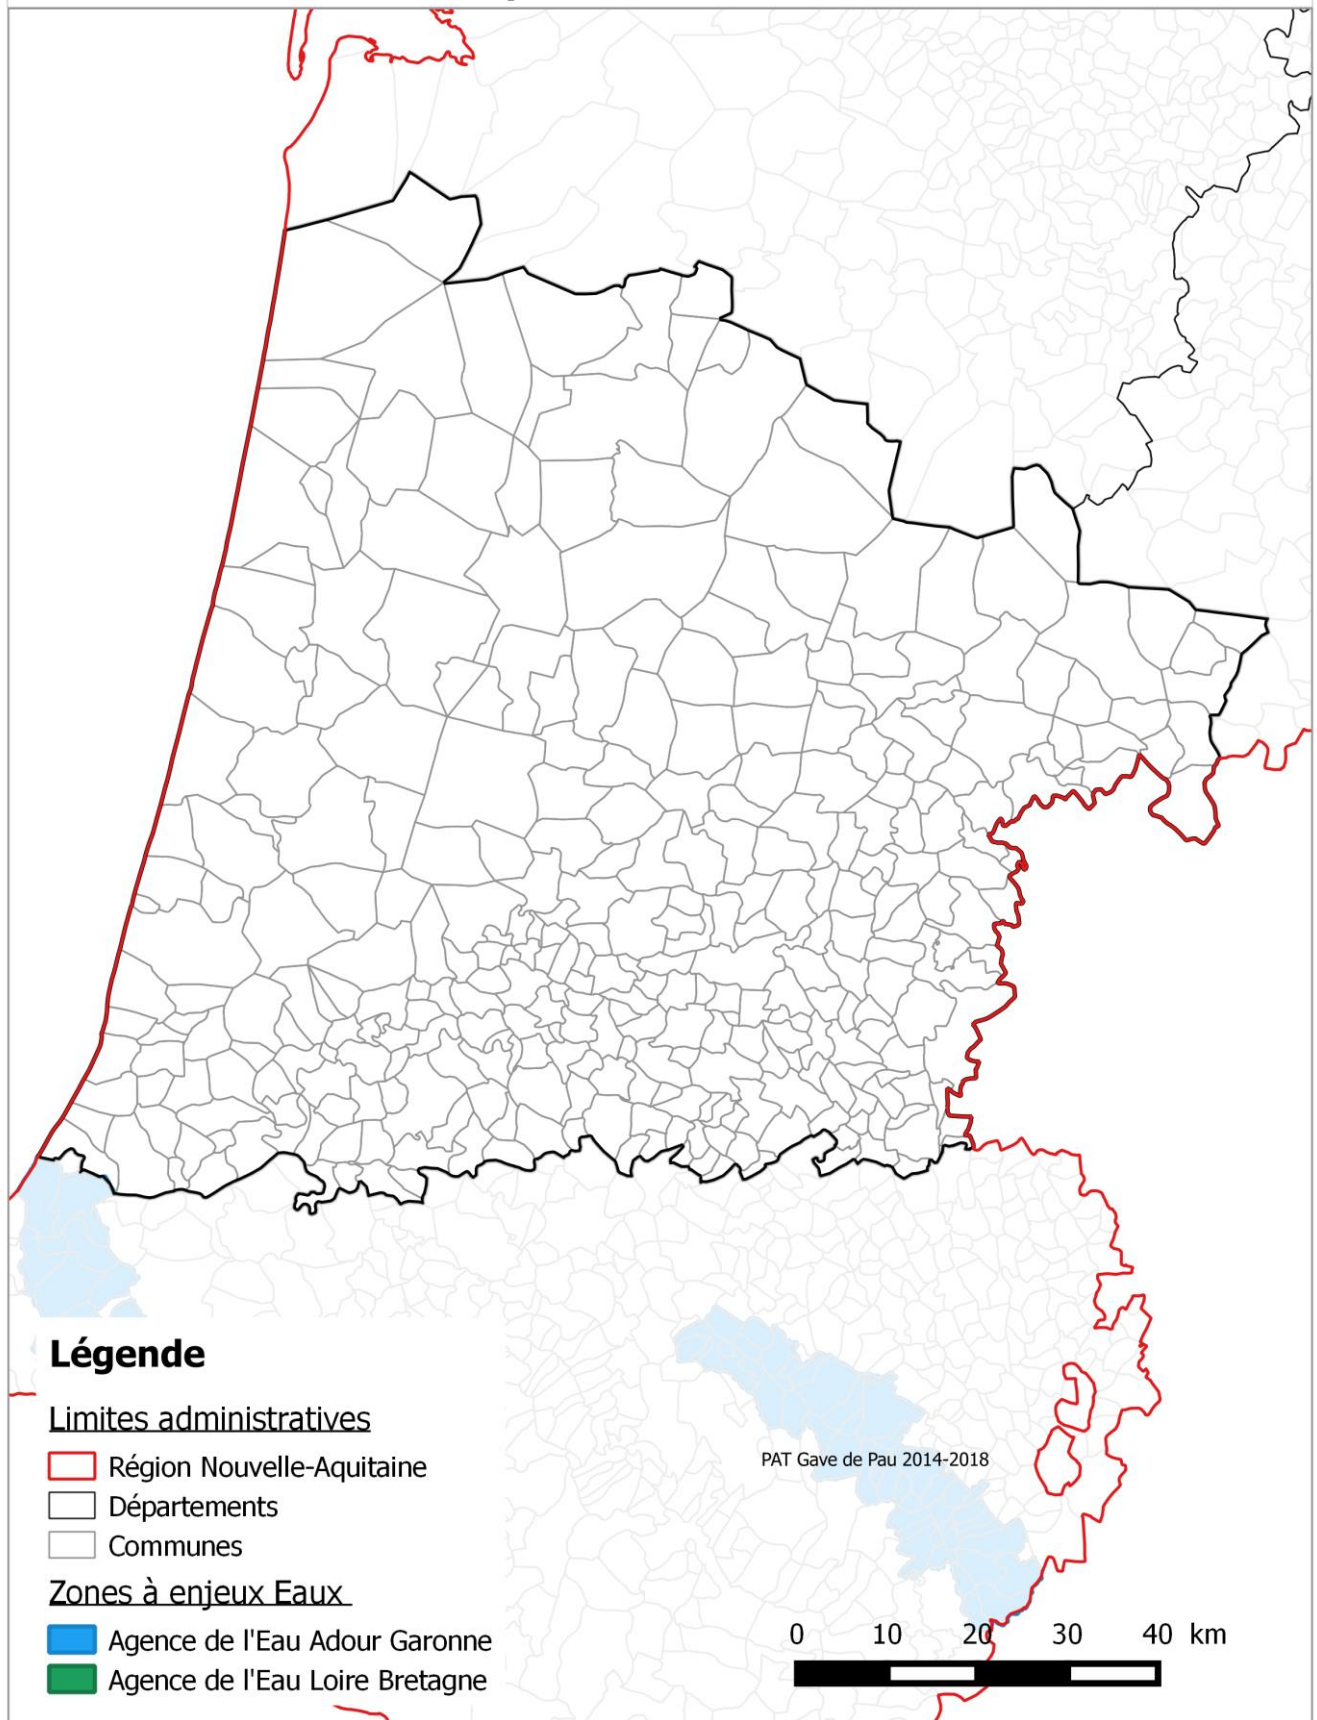 PAT Gave de Pau 2014-2018
Légende
Limites administratives
Région Nouvelle-Aquitaine
Départements
Communes
Zones à enjeux Eaux
Agence de l'Eau Adour Garonne
Agence de l'Eau Loire Bretagne
0 10 20 30 40 km